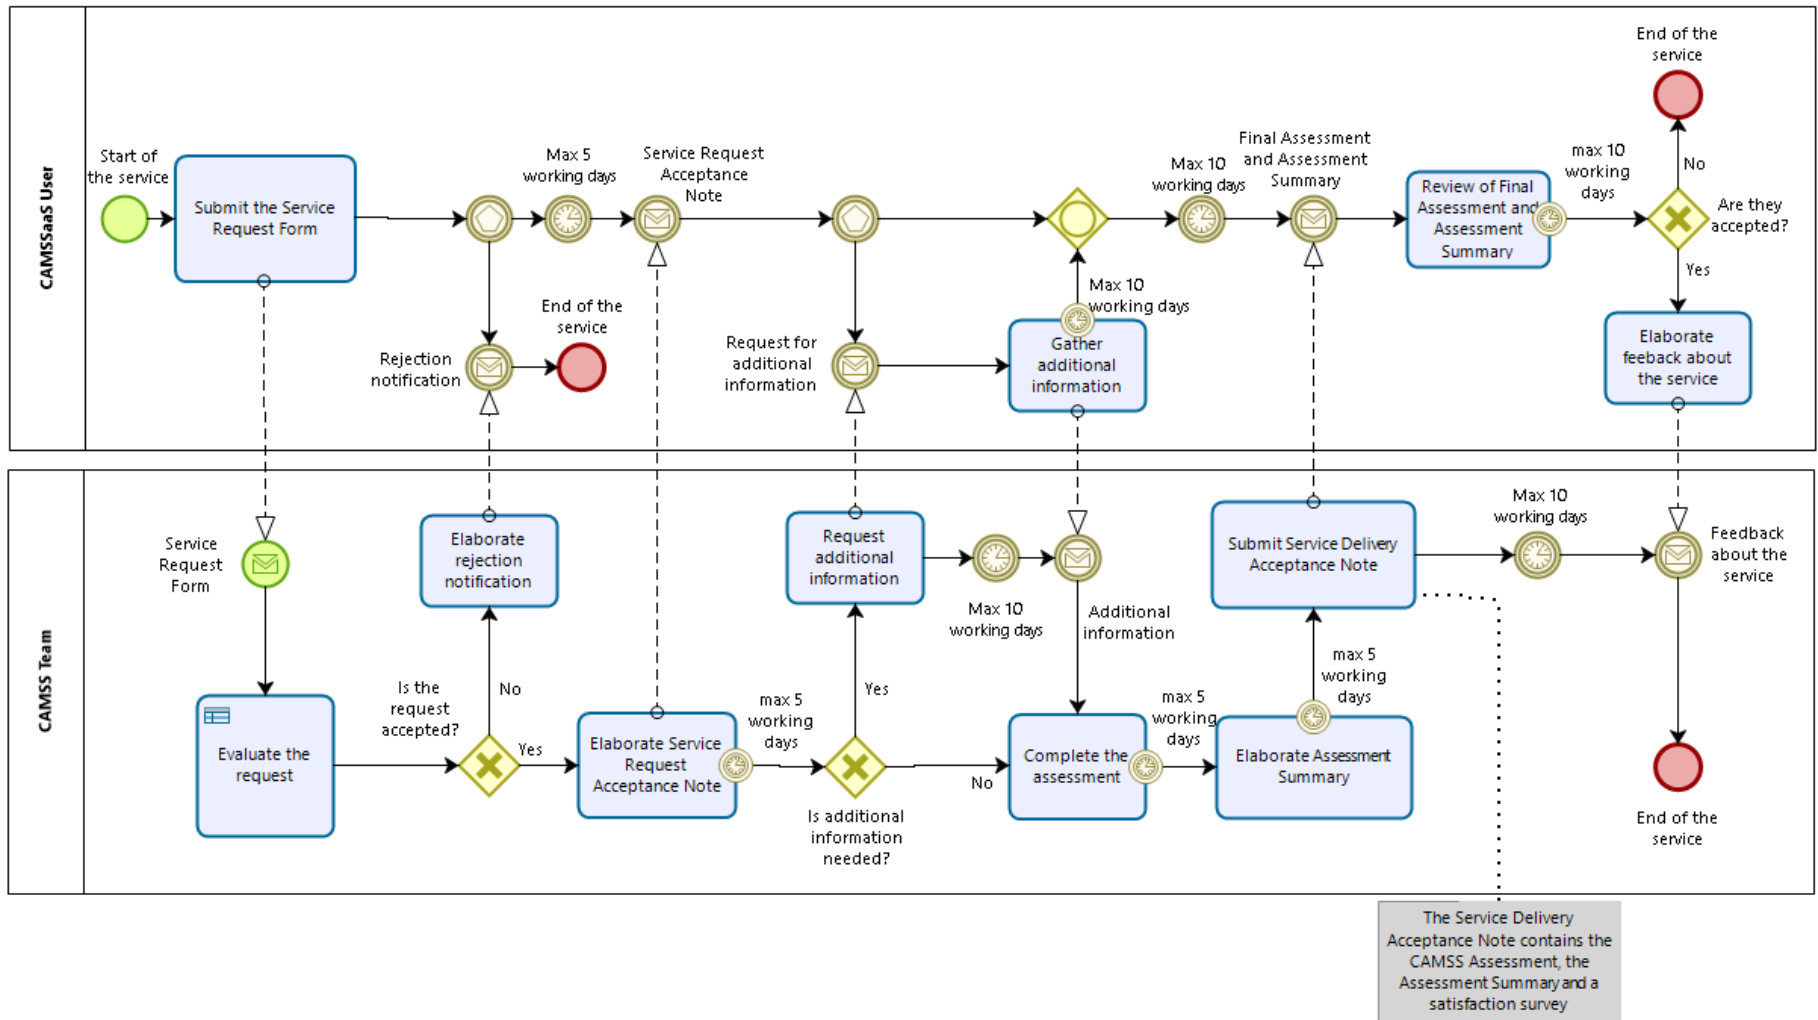 CAMSSaaS User
Start of
the service
Submit the Service
Request Form
Max 5
working days
Service Request
Acceptance
Note
Rejection
notification
End of the
service
Request for
additional
information
Gather
additional
information
Max 10
working days
Max 10
working days
Final Assessment
and Assessment
Summary
Review of Final
Assessment and
Assessment
Summary
max 10
working
days
End of the
service
No
Are they
accepted?
Yes
Elaborate
feeback about
the service
CAMSS Team
Service
Request
Form
Evaluate the
request
Is the
request
accepted?
No
Yes
Elaborate
rejection
notification
Elaborate Service
Request
Acceptance Note
max 5
working
days
Is additional
information
needed?
Yes
No
Request
additional
information
Max 10
working days
Additional
information
Complete the
assessment
max 5
working
days
Elaborate Assessment
Summary
max 5
working
days
Submit Service Delivery
Acceptance Note
Max 10
working days
Feedback
about the
service
End of the
service
The Service Delivery
Acceptance Note contains the
CAMSS Assessment, the
Assessment Summary and a
satisfaction survey